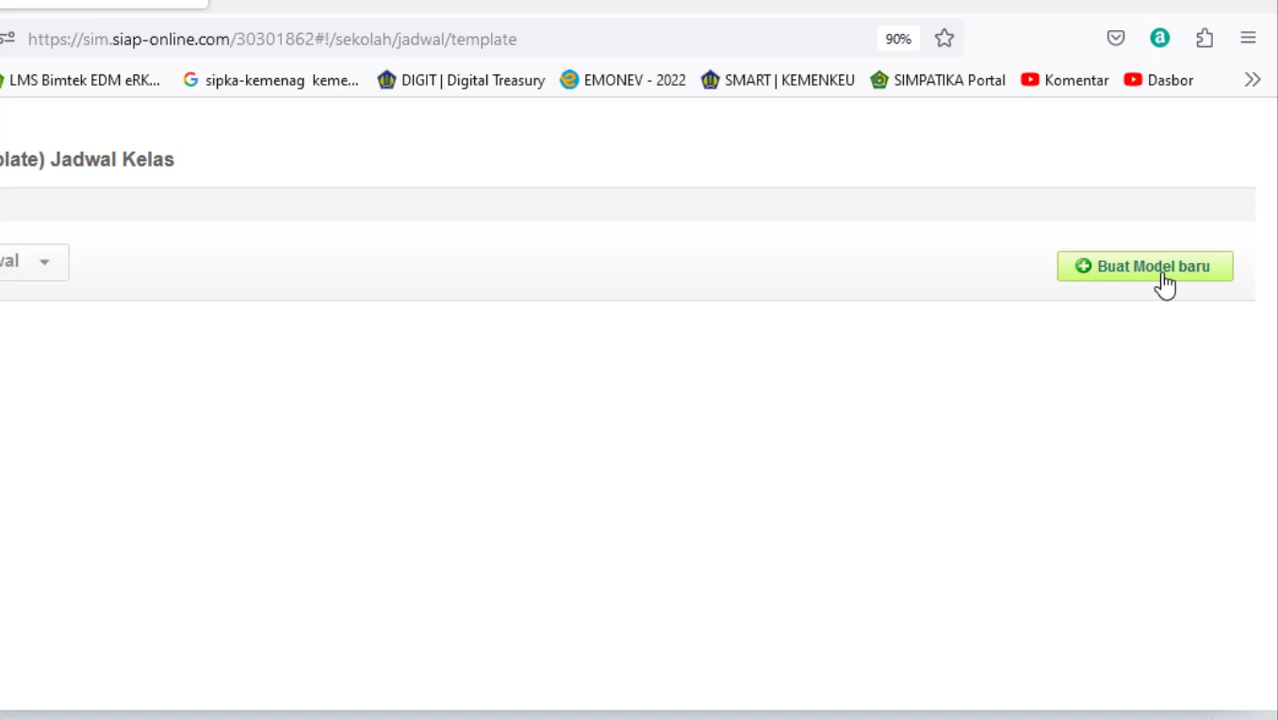 https://sim.siap-online.com/30301862#!/sekolah/jadwal/template 90%
LMS Bimtek EDM eRK... sipka-kemenag keme... DIGIT | Digital Treasury EMONEV - 2022 SMART | KEMENKEU SIMPATIKA Portal Komentar Dasbor
plate) Jadwal Kelas
wal
Buat Model baru